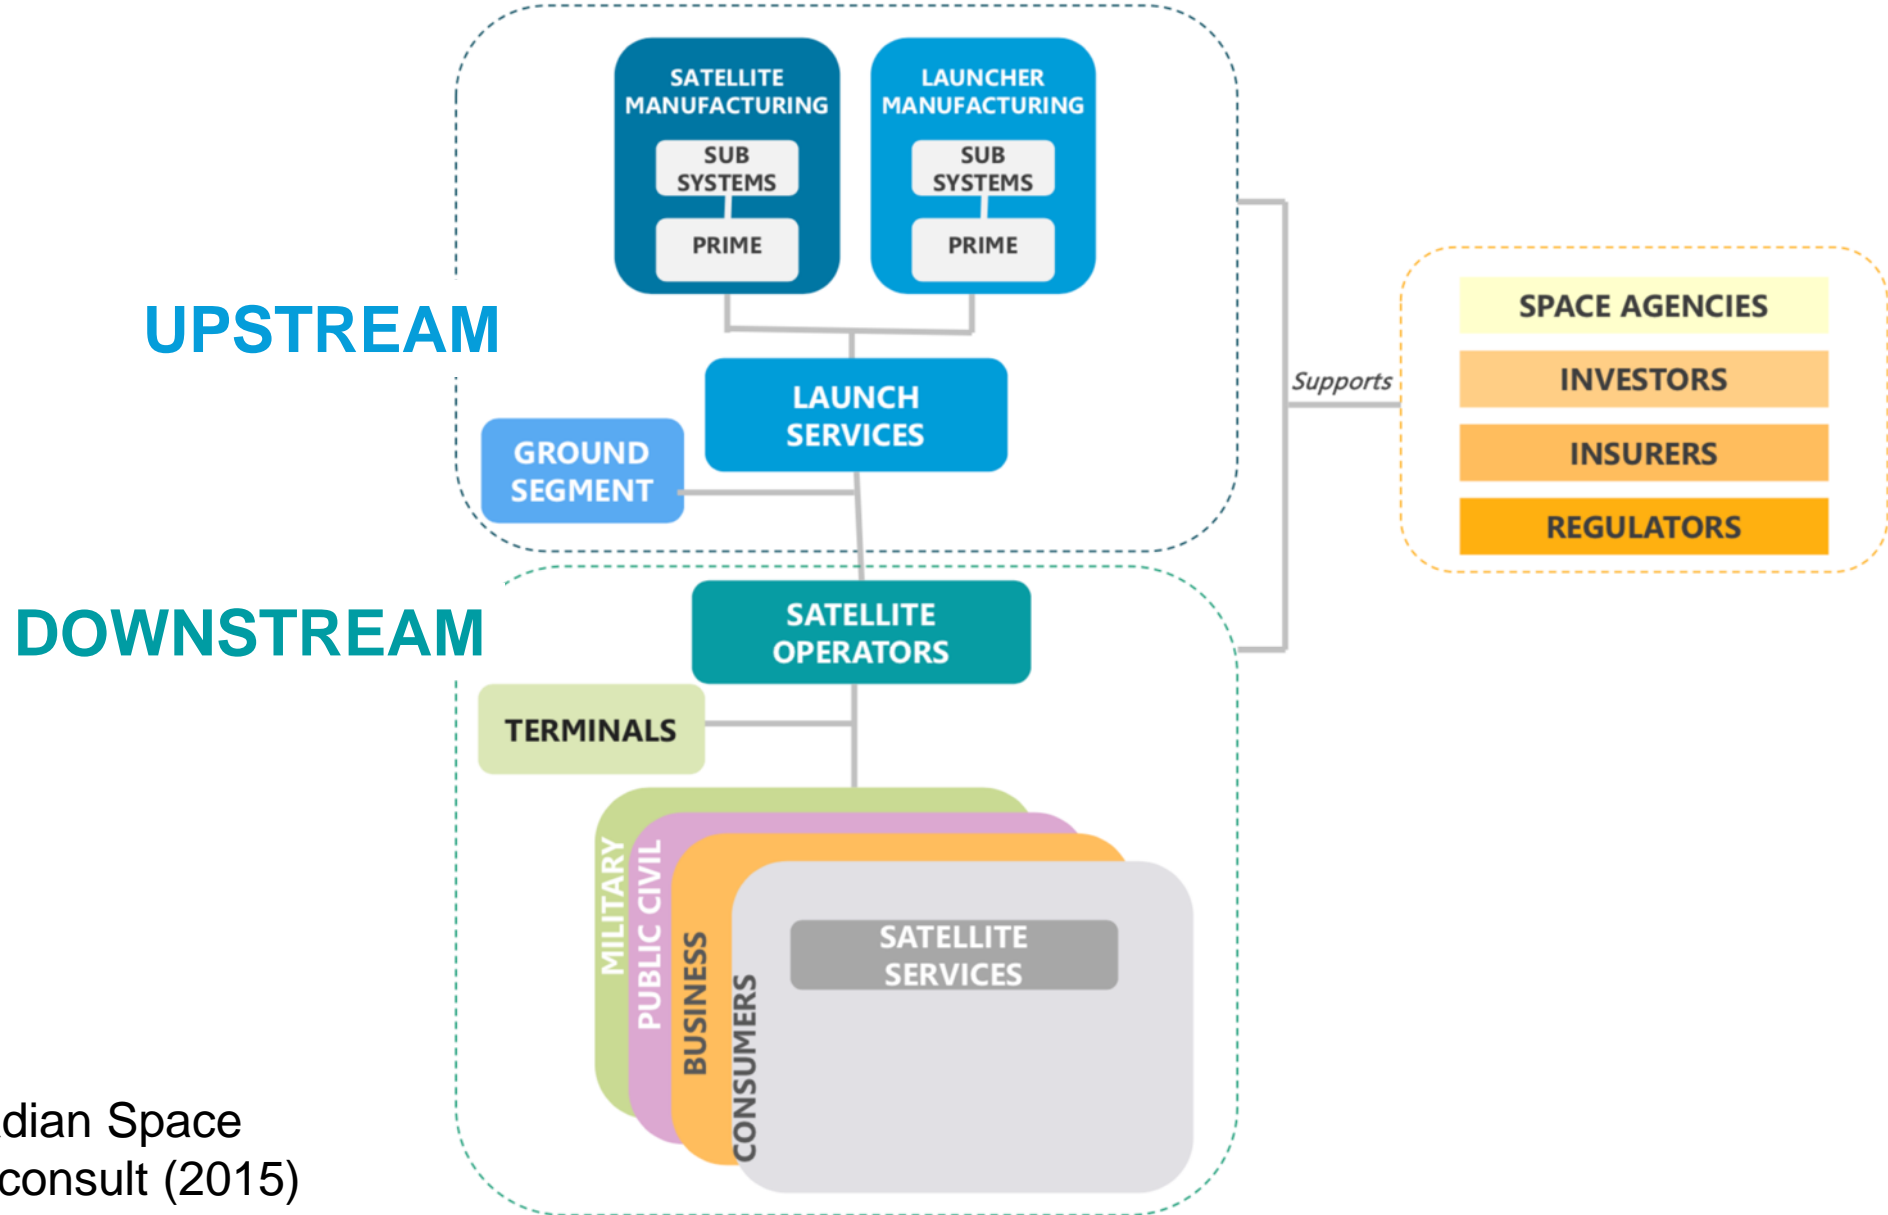 SATELLITE
MANUFACTURING
SUB
SYSTEMS
PRIME
LAUNCHER
MANUFACTURING
SUB
SYSTEMS
PRIME
UPSTREAM
LAUNCH
SERVICES
GROUND
SEGMENT
Supports
SPACE AGENCIES
INVESTORS
INSURERS
REGULATORS
DOWNSTREAM
SATELLITE
OPERATORS
TERMINALS
MILITARY
PUBLIC CIVIL
BUSINESS
CONSUMERS
SATELLITE
SERVICES
dian Space
consult (2015)